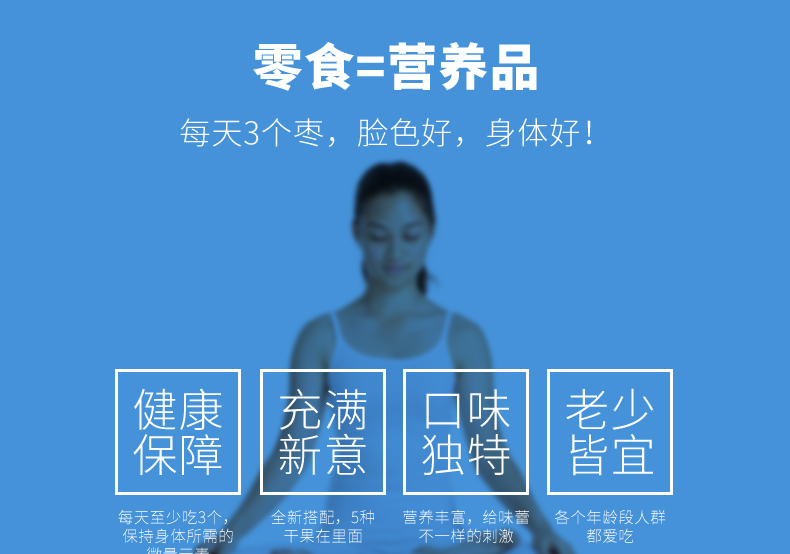 零食=营养品
每天3个枣，脸色好，身体好！
健康
保障
充满
新意
口味
独特
老少
皆宜
每天至少吃3个，
保持身体所需的
微量元素
全新搭配，5种
干果在里面
营养丰富，给味蕾
不一样的刺激
各个年龄段人群
都爱吃